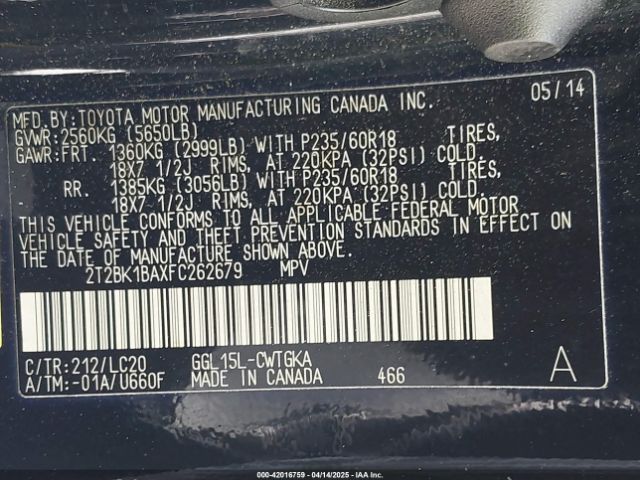 MFD.BY:TOYOTA MOTOR MANUFACTURING CANADA INC. 05/14
GVWR:2560KG (5650LB)
GAWR:FRT. 1360KG (2999LB) WITH P235/60R18 TIRES,
18X7 1/2J RIMS, AT 220KPA (32PSI) COLD.
RR. 1385KG (3056LB) WITH P235/60R18 TIRES,
18X7 1/2J RIMS, AT 220KPA (32PSI) COLD.
THIS VEHICLE CONFORMS TO ALL APPLICABLE FEDERAL MOTOR
VEHICLE SAFETY AND THEFT PREVENTION STANDARDS IN EFFECT ON
THE DATE OF MANUFACTURE SHOWN ABOVE.
2T2BK1BAXFC262679 MPV
C/TR:212/LC20 GGL15L-CWTGKA A
A/TM:-01A/U660F MADE IN CANADA 466
000-42016759 - 04/14/2025 - IAA Inc.